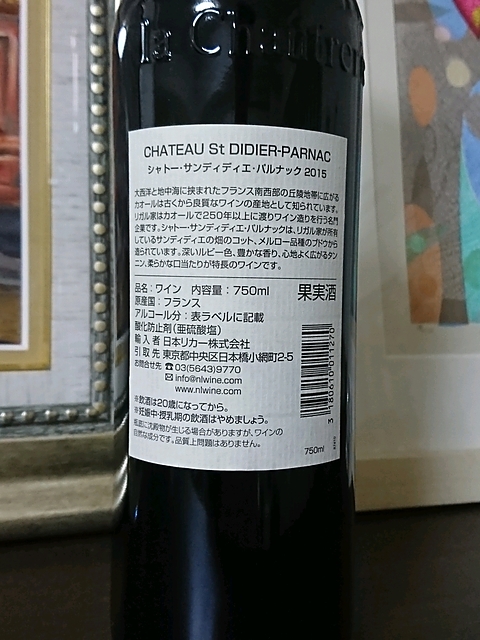 la Chantrerie
CHATEAU St DIDIER-PARNAC
シャトー・サンディディエ・パルナック 2015
大西洋と地中海に挟まれたフランス南西部の丘陵地帯に広がる
カオールは古くから良質なワインの産地として知られています。
リガル家はカオールで250年以上に渡りワイン造りを行う名門
企業です。シャトー・サンディディエ・パルナックは、リガル家が所有
しているサンディディエの畑のコット、メルロー品種のブドウから
造られています。深いルビー色、豊かな香り、心地よく広がるタン
ニン、柔らかな口当たりが特長のワインです。
品名：ワイン 内容量：750ml 果実酒
原産国：フランス
アルコール分：表ラベルに記載
酸化防止剤（亜硫酸塩）
輸入者 日本リカー株式会社
引取先 東京都中央区日本橋小網町2-5
お問合せ先 ☎03(5643)9770
✉ info@nlwine.com
www.nlwine.com
※飲酒は20歳になってから。
※妊娠中・授乳期の飲酒はやめましょう。
瓶底に沈殿物が生じる場合がありますが、ワインの
自然な成分です。品質上問題はありません。
750ml
3 180610 011270